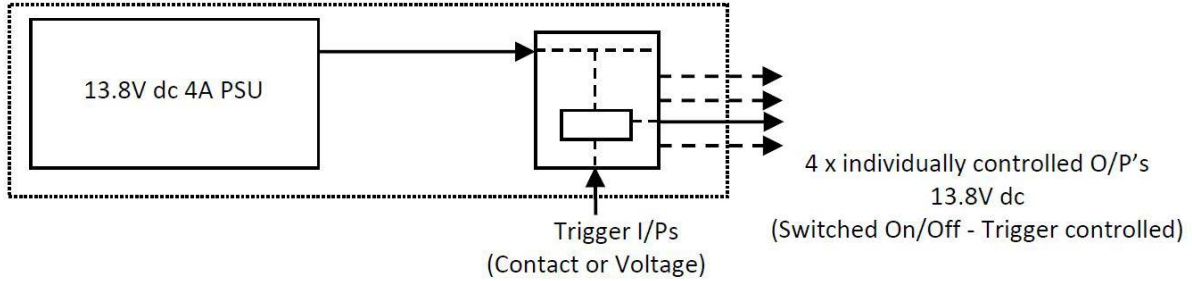 13.8V dc 4A PSU
4 x individually controlled O/P's
13.8V dc
(Switched On/Off - Trigger controlled)
Trigger I/Ps
(Contact or Voltage)